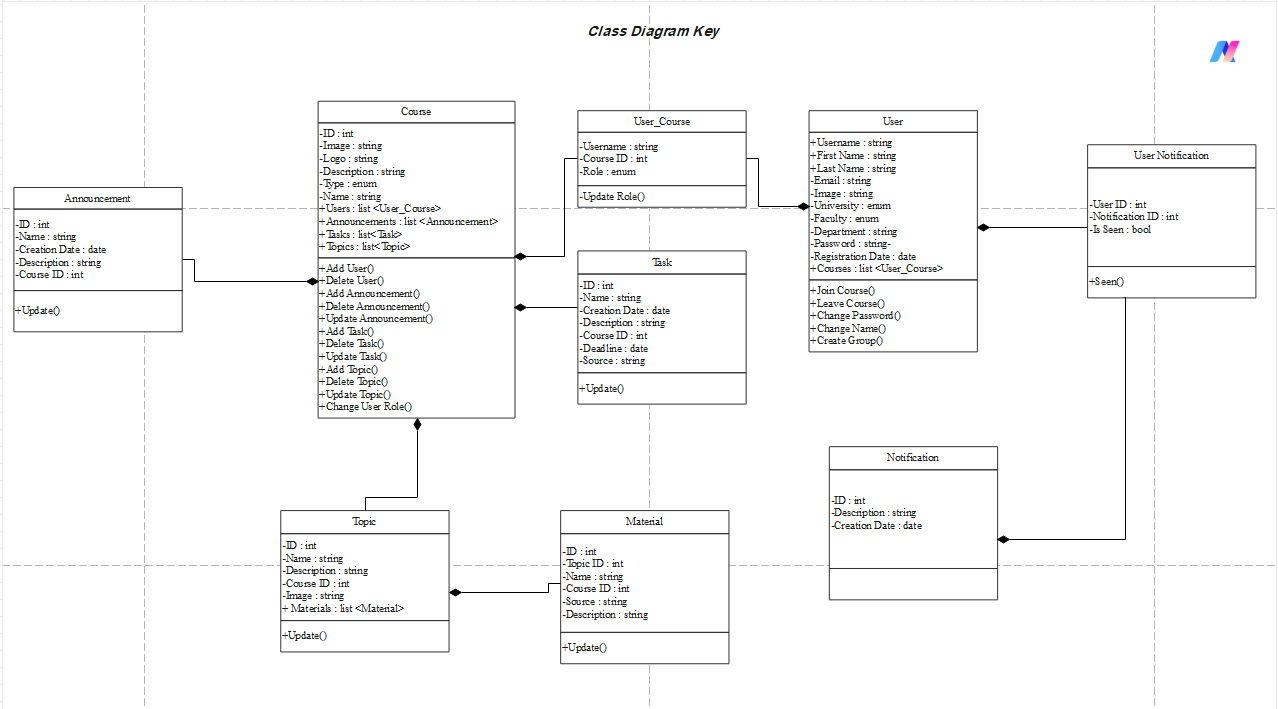 Class Diagram Key
Course
-ID : int
-Image : string
-Logo : string
-Description : string
-Type : enum
-Name : string
+Users : list <User_Course>
+Announcements : list <Announcement>
+Tasks : list<Task>
+Topics : list<Topic>
+Add User()
+Delete User()
+Add Announcement()
+Delete Announcement()
+Update Announcement()
+Add Task()
+Delete Task()
+Update Task()
+Add Topic()
+Delete Topic()
+Update Topic()
+Change User Role()
User_Course
-Username : string
-Course ID : int
-Role : enum
-Update Role()
User
+Username : string
+First Name : string
+Last Name : string
-Email : string
-Image : string
-University : enum
-Faculty : enum
-Department : string
-Password : string-
-Registration Date : date
+Courses : list <User_Course>
+Join Course()
+Leave Course()
+Change Password()
+Change Name()
+Create Group()
User Notification
-User ID : int
-Notification ID : int
-Is Seen : bool
+Seen()
Announcement
-ID : int
-Name : string
-Creation Date : date
-Description : string
-Course ID : int
+Update()
Task
-ID : int
-Name : string
-Creation Date : date
-Description : string
-Course ID : int
-Deadline : date
-Source : string
+Update()
Notification
-ID : int
-Description : string
-Creation Date : date
Topic
-ID : int
-Name : string
-Description : string
-Course ID : int
-Image : string
+ Materials : list <Material>
+Update()
Material
-ID : int
-Topic ID : int
-Name : string
-Course ID : int
-Source : string
-Description : string
+Update()